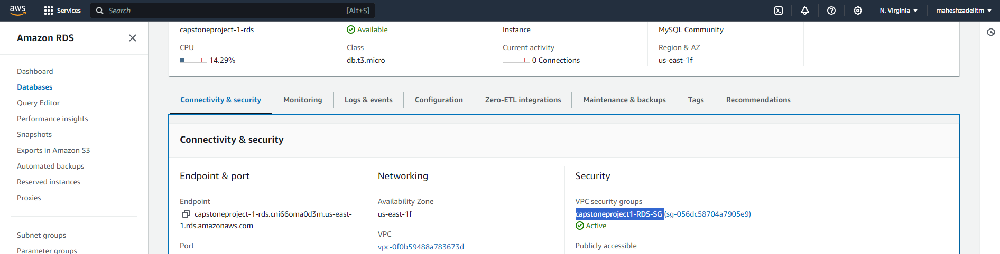 aws
Services
Search
[Alt+S]
N. Virginia
maheshzadeiitm
Amazon RDS
Dashboard
Databases
Query Editor
Performance insights
Snapshots
Exports in Amazon S3
Automated backups
Reserved instances
Proxies
Subnet groups
Parameter groups
capstoneproject-1-rds
Available
Instance
MySQL Community
CPU
14.29%
Class
db.t3.micro
Current activity
0 Connections
Region & AZ
us-east-1f
Connectivity & security
Monitoring
Logs & events
Configuration
Zero-ETL integrations
Maintenance & backups
Tags
Recommendations
Connectivity & security
Endpoint & port
Endpoint
capstoneproject-1-rds.cni66oma0d3m.us-east-
1.rds.amazonaws.com
Port
Networking
Availability Zone
us-east-1f
VPC
vpc-0f0b59488a783673d
Security
VPC security groups
capstoneproject1-RDS-SG (sg-056dc58704a7905e9)
Active
Publicly accessible